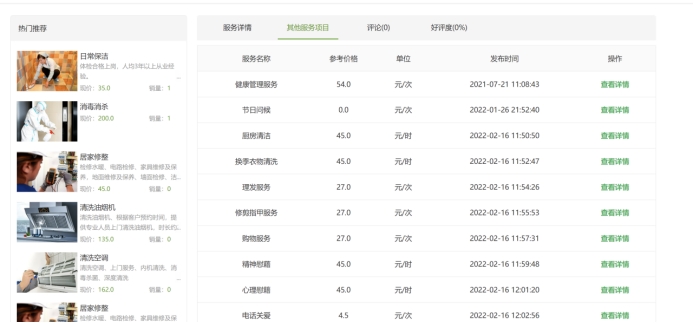 热门推荐
日常保洁
体检合格上岗，人均3年以上从业经
验。 ...
现价：35.0 销量：1
消毒消杀
现价：200.0 销量：1
居家修整
检修水暖、电路检修、家具维修及保
养、地面维修及保养、墙面检修、洁...
现价：45.0 销量：0
清洗油烟机
清洗油烟机，根据客户预约时间，提
供专业人员上门清洗油烟机。时长约...
现价：135.0 销量：0
清洗空调
清洗空调，上门服务，内机清洗、消
毒水雾，深度清洗 ...
现价：162.0 销量：0
居家修整
检修水暖、电路检修、家具维修及保
服务详情 其他服务项目 评论(0) 好评度(0%)
服务名称 参考价格 单位 发布时间 操作
健康管理服务 54.0 元/次 2021-07-21 11:08:43 查看详情
节日问候 0.0 元/次 2022-01-26 21:52:40 查看详情
厨房清洁 45.0 元/时 2022-02-16 11:50:50 查看详情
换季衣物清洗 45.0 元/时 2022-02-16 11:52:47 查看详情
理发服务 27.0 元/次 2022-02-16 11:54:26 查看详情
修剪指甲服务 27.0 元/次 2022-02-16 11:55:53 查看详情
购物服务 27.0 元/次 2022-02-16 11:57:31 查看详情
精神慰籍 45.0 元/时 2022-02-16 11:59:48 查看详情
心理慰籍 45.0 元/时 2022-02-16 12:01:20 查看详情
电话关爱 4.5 元/次 2022-02-16 12:02:56 查看详情